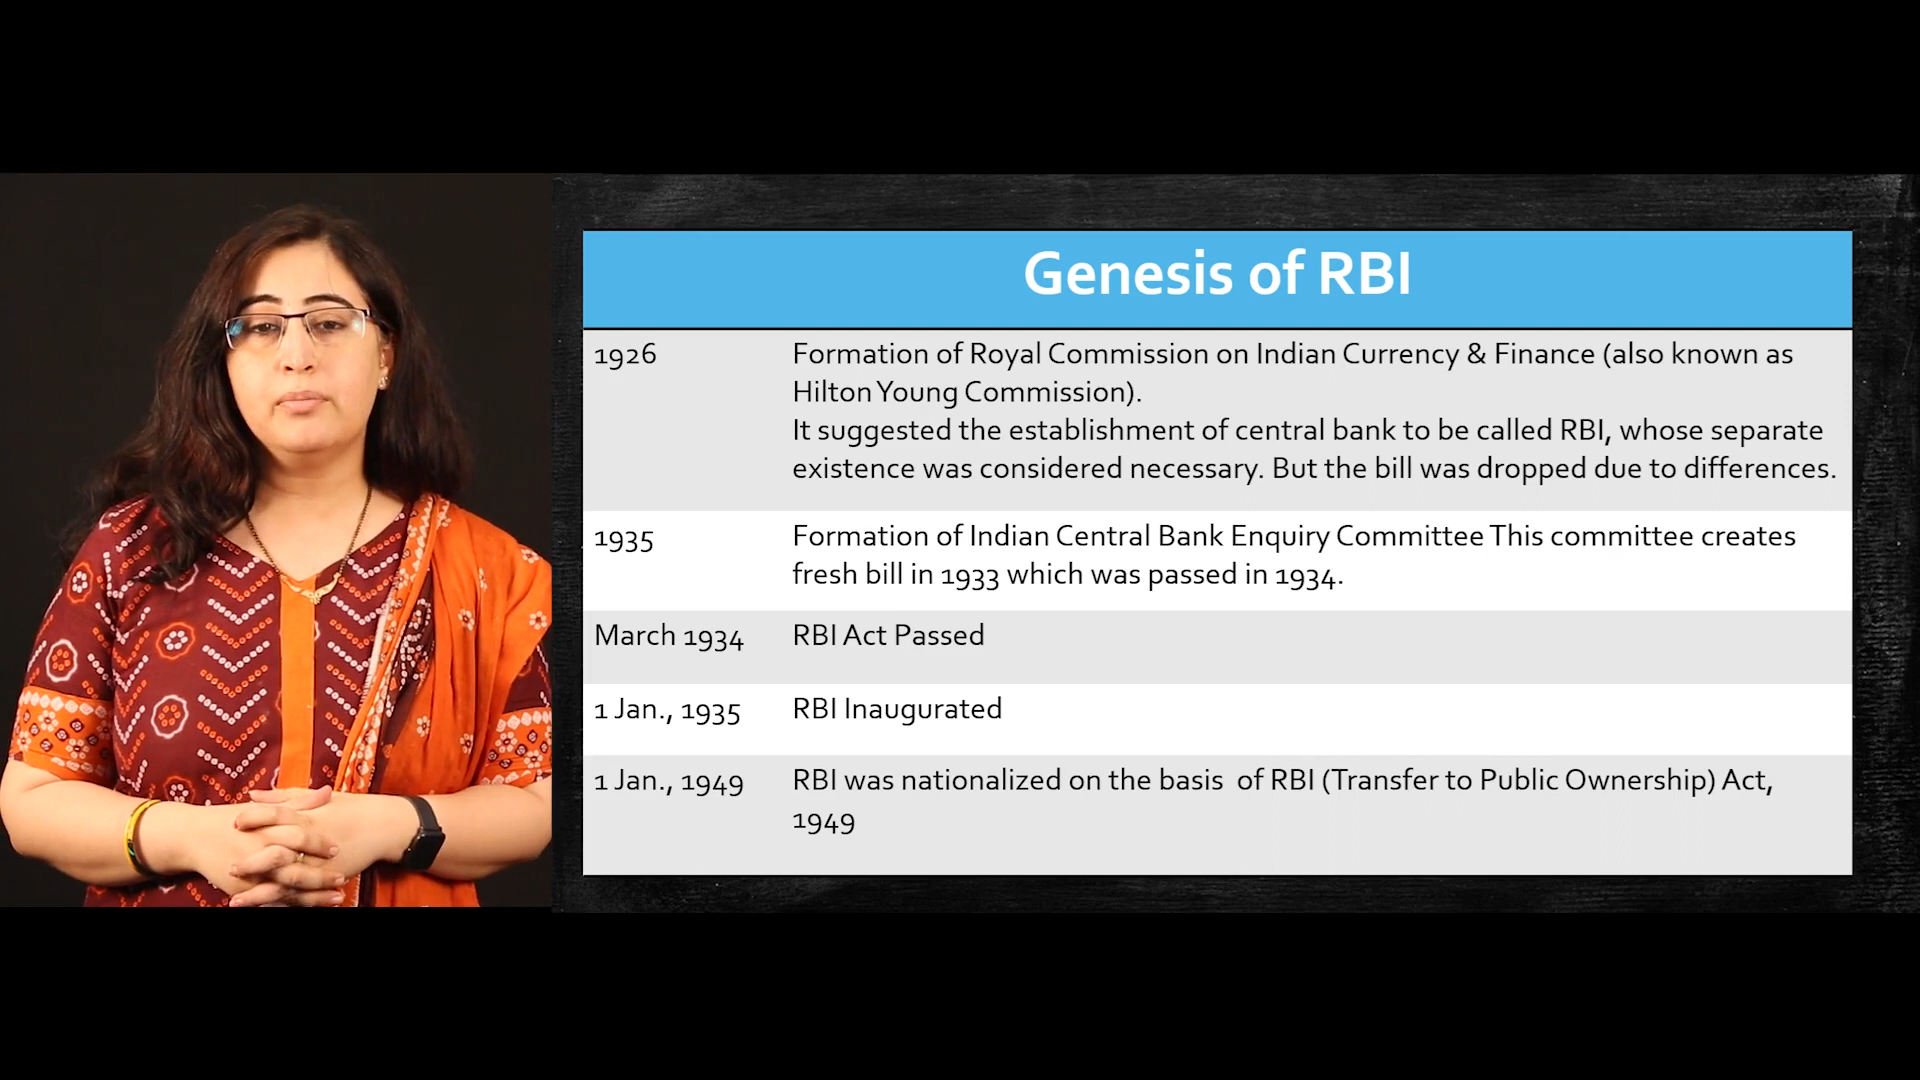 Genesis of RBI
1926 Formation of Royal Commission on Indian Currency & Finance (also known as
Hilton Young Commission).
It suggested the establishment of central bank to be called RBI, whose separate
existence was considered necessary. But the bill was dropped due to differences.
1935 Formation of Indian Central Bank Enquiry Committee This committee creates
fresh bill in 1933 which was passed in 1934.
March 1934 RBI Act Passed
1 Jan., 1935 RBI Inaugurated
1 Jan., 1949 RBI was nationalized on the basis of RBI (Transfer to Public Ownership) Act,
1949